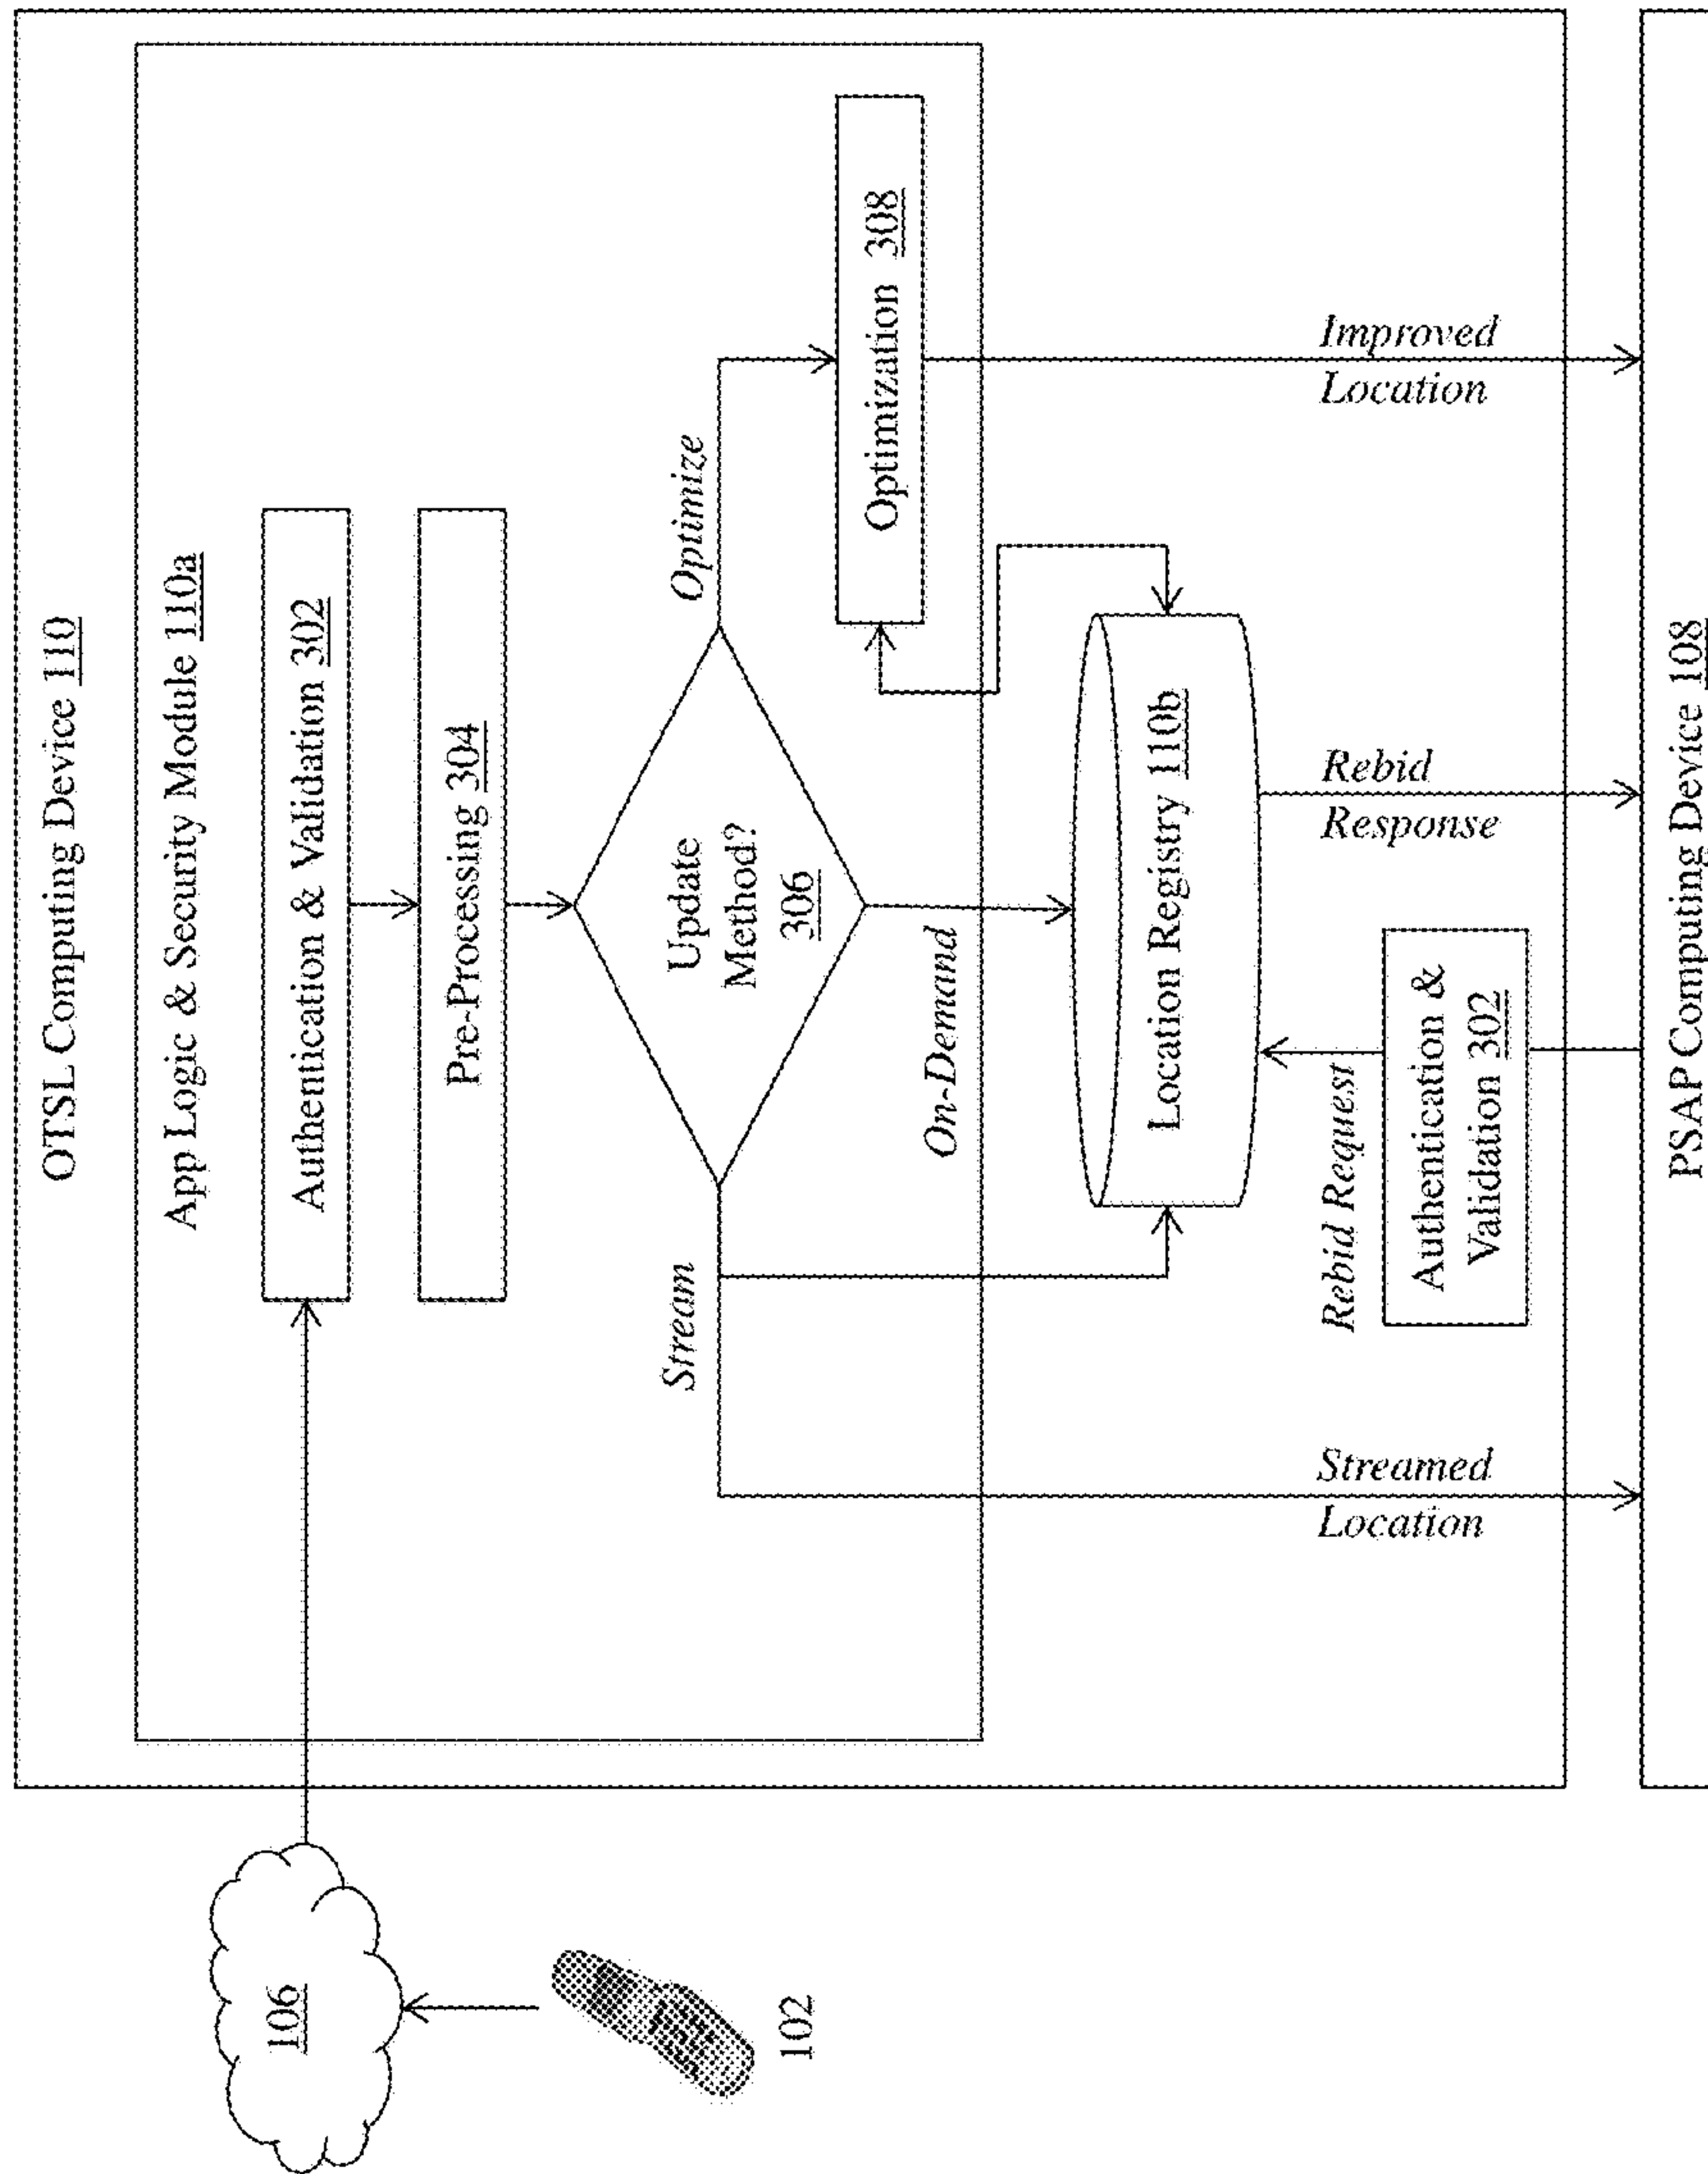 OTSL Computing Device 110
App Logic & Security Module 110a
106
Authentication & Validation 302
102
Pre-Processing 304
Stream
Update
Method?
306
Optimize
On-Demand
Optimization 308
Location Registry 110b
Streamed
Location
Rebid Request
Rebid
Response
Improved
Location
Authentication &
Validation 302
PSAP Computing Device 108